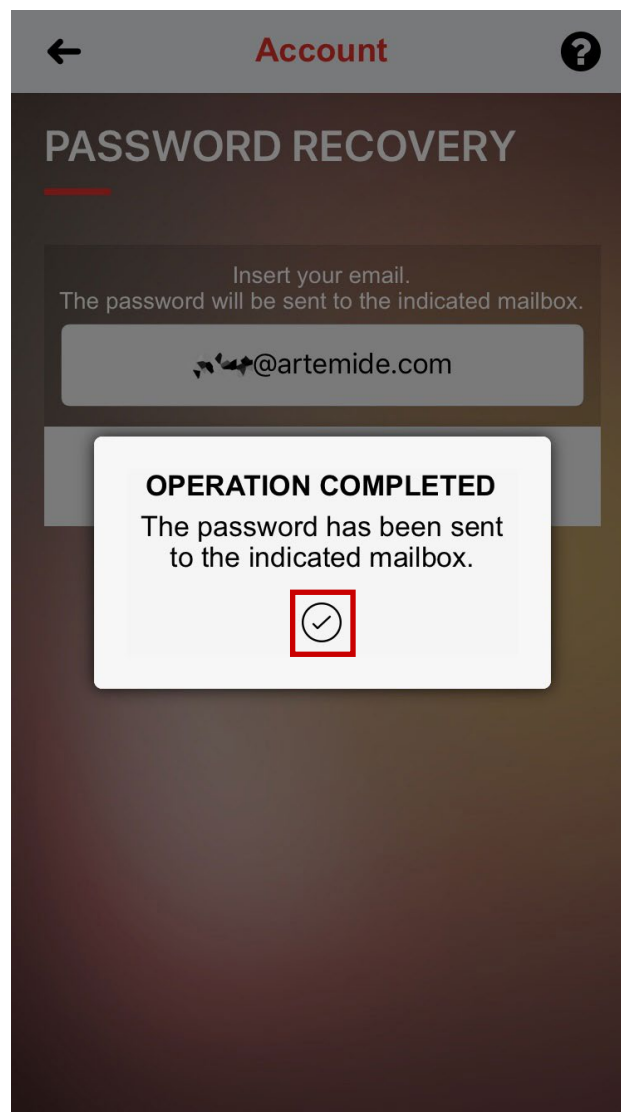 Account
PASSWORD RECOVERY
Insert your email.
The password will be sent to the indicated mailbox.
@artemide.com
OPERATION COMPLETED
The password has been sent
to the indicated mailbox.